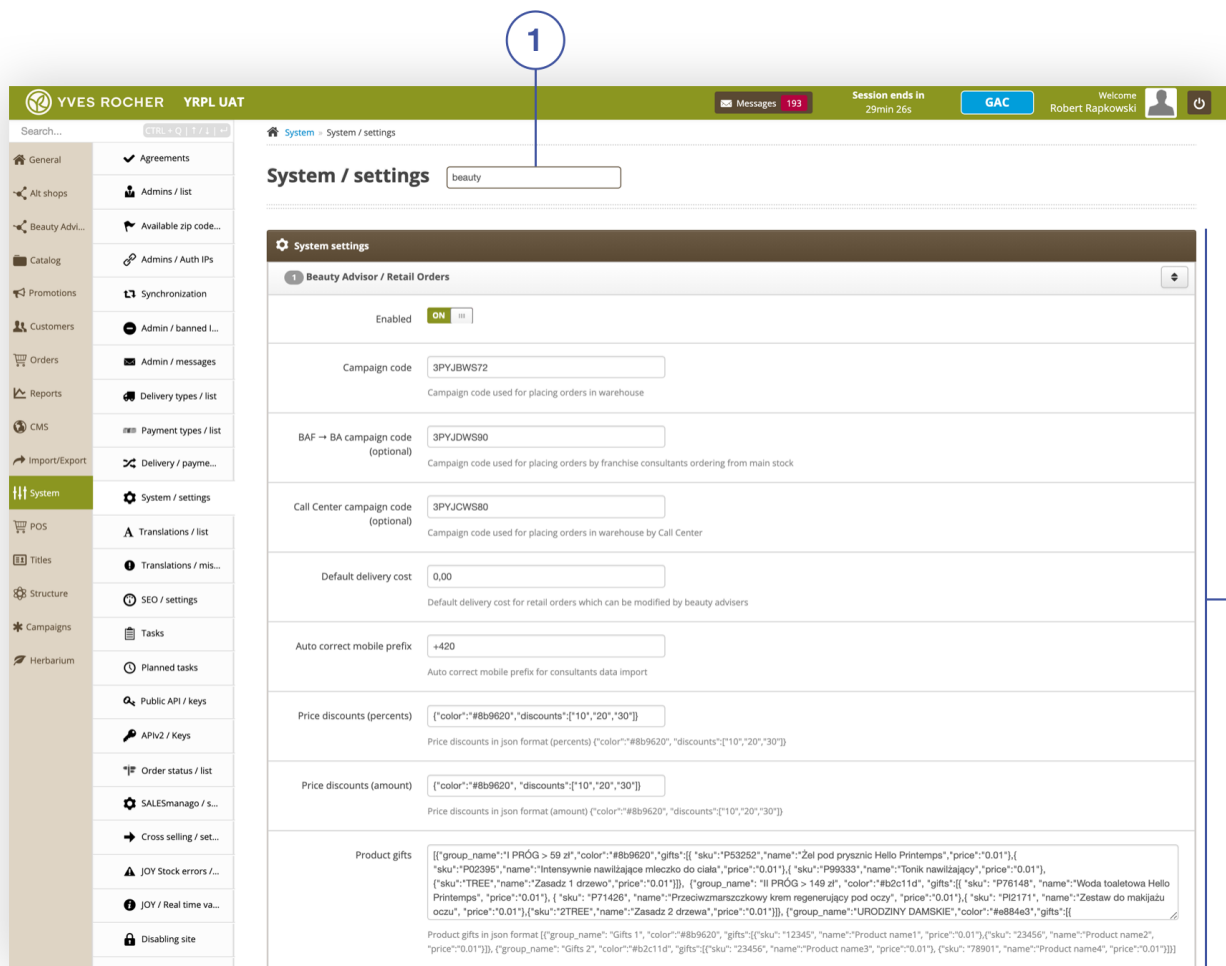 1
YVES ROCHER YRPL UAT
Messages 193
Session ends in
29min 26s
GAC
Welcome
Robert Rapkowski
Search...
CTRL + Q | ↑ / ↓ | ↵
System » System / settings
System / settings
beauty
General
Alt shops
Beauty Advi...
Catalog
Promotions
Customers
Orders
Reports
CMS
Import/Export
System
POS
Titles
Structure
Campaigns
Herbarium
Agreements
Admins / list
Available zip code...
Admins / Auth IPs
Synchronization
Admin / banned I...
Admin / messages
Delivery types / list
Payment types / list
Delivery / payme...
System / settings
Translations / list
Translations / mis...
SEO / settings
Tasks
Planned tasks
Public API / keys
APIv2 / Keys
Order status / list
SALESmanago / s...
Cross selling / set...
JOY Stock errors /...
JOY / Real time va...
Disabling site
System settings
1 Beauty Advisor / Retail Orders
Enabled
ON
Campaign code
3PYJBWS72
Campaign code used for placing orders in warehouse
BAF → BA campaign code
(optional)
3PYJDWS90
Campaign code used for placing orders by franchise consultants ordering from main stock
Call Center campaign code
(optional)
3PYJCWS80
Campaign code used for placing orders in warehouse by Call Center
Default delivery cost
0,00
Default delivery cost for retail orders which can be modified by beauty advisers
Auto correct mobile prefix
+420
Auto correct mobile prefix for consultants data import
Price discounts (percents)
{"color":"#8b9620","discounts":["10","20","30"]}
Price discounts in json format (percents) {"color":"#8b9620", "discounts":["10","20","30"]}
Price discounts (amount)
{"color":"#8b9620", "discounts":["10","20","30"]}
Price discounts in json format (amount) {"color":"#8b9620", "discounts":["10","20","30"]}
Product gifts
[{"group_name":"I PRÓG > 59 zł","color":"#8b9620","gifts":[{ "sku":"P53252","name":"Żel pod prysznic Hello Printemps","price":"0.01"},{
"sku":"P02395","name":"Intensywnie nawilżające mleczko do ciała","price":"0.01"},{ "sku":"P99333","name":"Tonik nawilżający","price":"0.01"},
{"sku":"TREE","name":"Zasadz 1 drzewo","price":"0.01"}]}, {"group_name": "II PRÓG > 149 zł", "color":"#b2c11d", "gifts":[{ "sku": "P76148", "name":"Woda toaletowa Hello
Printemps", "price":"0.01"}, { "sku": "P71426", "name":"Przeciwzmarszczkowy krem regenerujący pod oczy", "price":"0.01"},{ "sku": "PI2171", "name":"Zestaw do makijażu
oczu", "price":"0.01"},{"sku":"2TREE","name":"Zasadz 2 drzewa","price":"0.01"}]}, {"group_name":"URODZINY DAMSKIE","color":"#e884e3","gifts":[{
Product gifts in json format [{"group_name": "Gifts 1", "color":"#8b9620", "gifts":[{"sku": "12345", "name":"Product name1", "price":"0.01"},{"sku": "23456", "name":"Product name2",
"price":"0.01"}]}, {"group_name": "Gifts 2", "color":"#b2c11d", "gifts":[{"sku": "23456", "name":"Product name3", "price":"0.01"}, {"sku": "78901", "name":"Product name4", "price":"0.01"}]}]